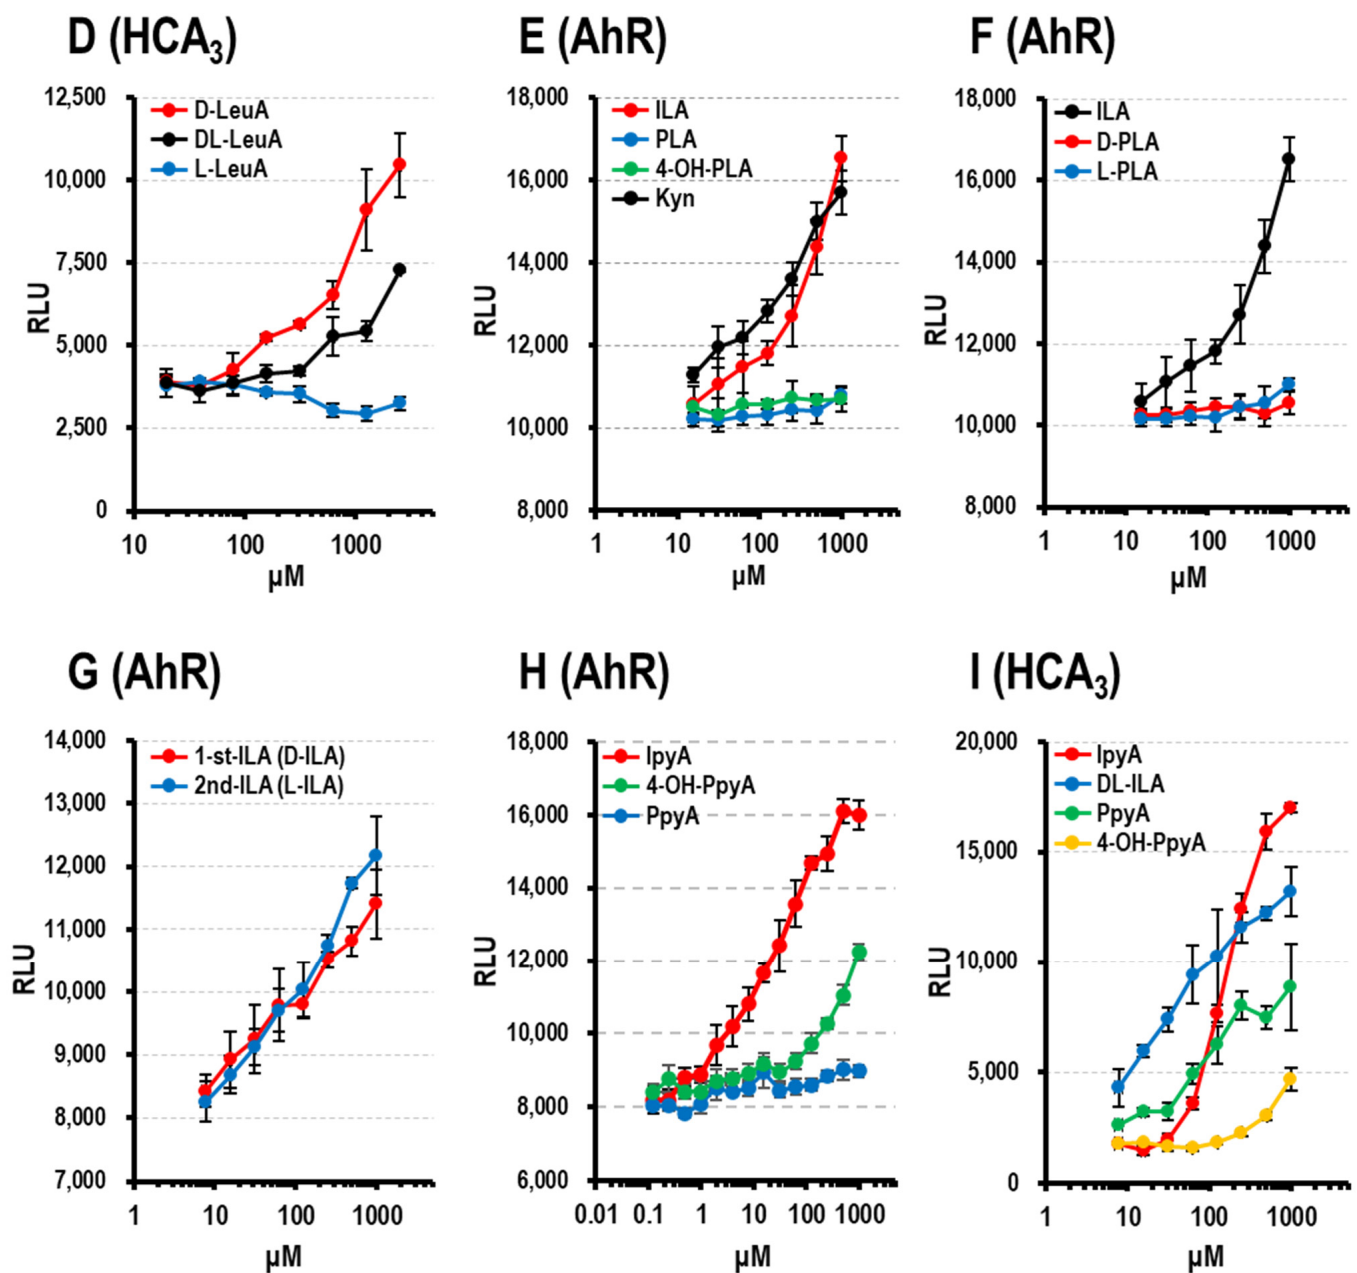 D (HCA3)
12,500
10,000
7,500
5,000
2,500
0
RLU
D-LeuA
DL-LeuA
L-LeuA
10 100 1000
µM
E (AhR)
18,000
16,000
14,000
12,000
10,000
8,000
RLU
ILA
PLA
4-OH-PLA
Kyn
1 10 100 1000
µM
F (AhR)
18,000
16,000
14,000
12,000
10,000
8,000
RLU
ILA
D-PLA
L-PLA
1 10 100 1000
µM
G (AhR)
14,000
13,000
12,000
11,000
10,000
9,000
8,000
7,000
RLU
1-st-ILA (D-ILA)
2nd-ILA (L-ILA)
1 10 100 1000
µM
H (AhR)
18,000
16,000
14,000
12,000
10,000
8,000
6,000
RLU
IpyA
4-OH-PpyA
PpyA
0.01 0.1 1 10 100 1000
µM
I (HCA3)
20,000
15,000
10,000
5,000
0
RLU
IpyA
DL-ILA
PpyA
4-OH-PpyA
1 10 100 1000
µM